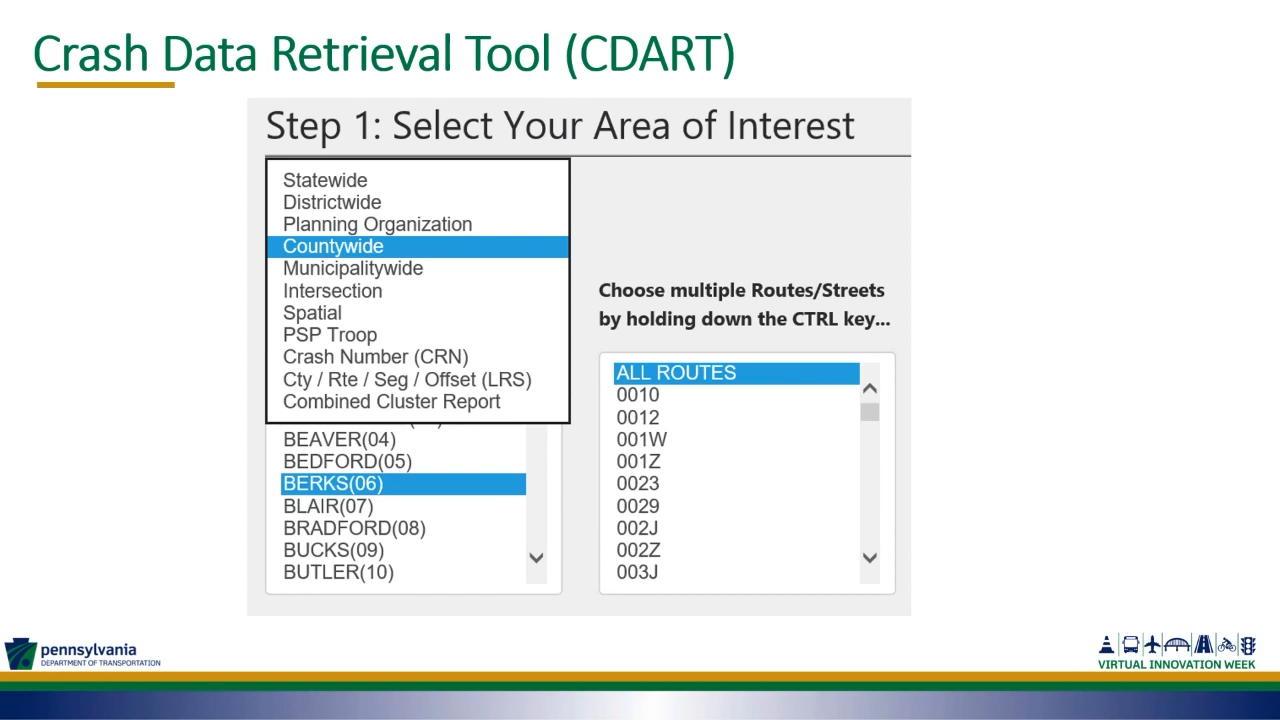 Crash Data Retrieval Tool (CDART)
Step 1: Select Your Area of Interest
Statewide
Districtwide
Planning Organization
Countywide
Municipalitywide
Intersection
Spatial
PSP Troop
Crash Number (CRN)
Cty / Rte / Seg / Offset (LRS)
Combined Cluster Report
BEAVER(04)
BEDFORD(05)
BERKS(06)
BLAIR(07)
BRADFORD(08)
BUCKS(09)
BUTLER(10)
Choose multiple Routes/Streets
by holding down the CTRL key...
ALL ROUTES
0010
0012
001W
001Z
0023
0029
002J
002Z
003J
pennsylvania
DEPARTMENT OF TRANSPORTATION
VIRTUAL INNOVATION WEEK